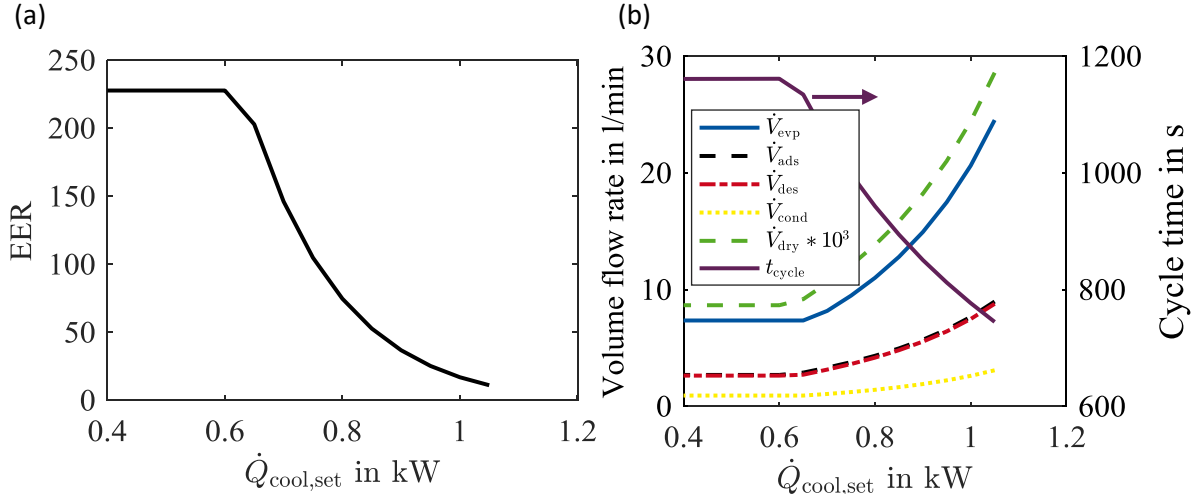 (a)
250
200
150
100
50
0
EER
0.4 0.6 0.8 1 1.2
Q̇cool,set in kW
(b)
30
20
10
0
Volume flow rate in l/min
V̇evp
V̇ads
V̇des
V̇cond
V̇dry * 10³
tcycle
1200
1000
800
600
Cycle time in s
0.4 0.6 0.8 1 1.2
Q̇cool,set in kW